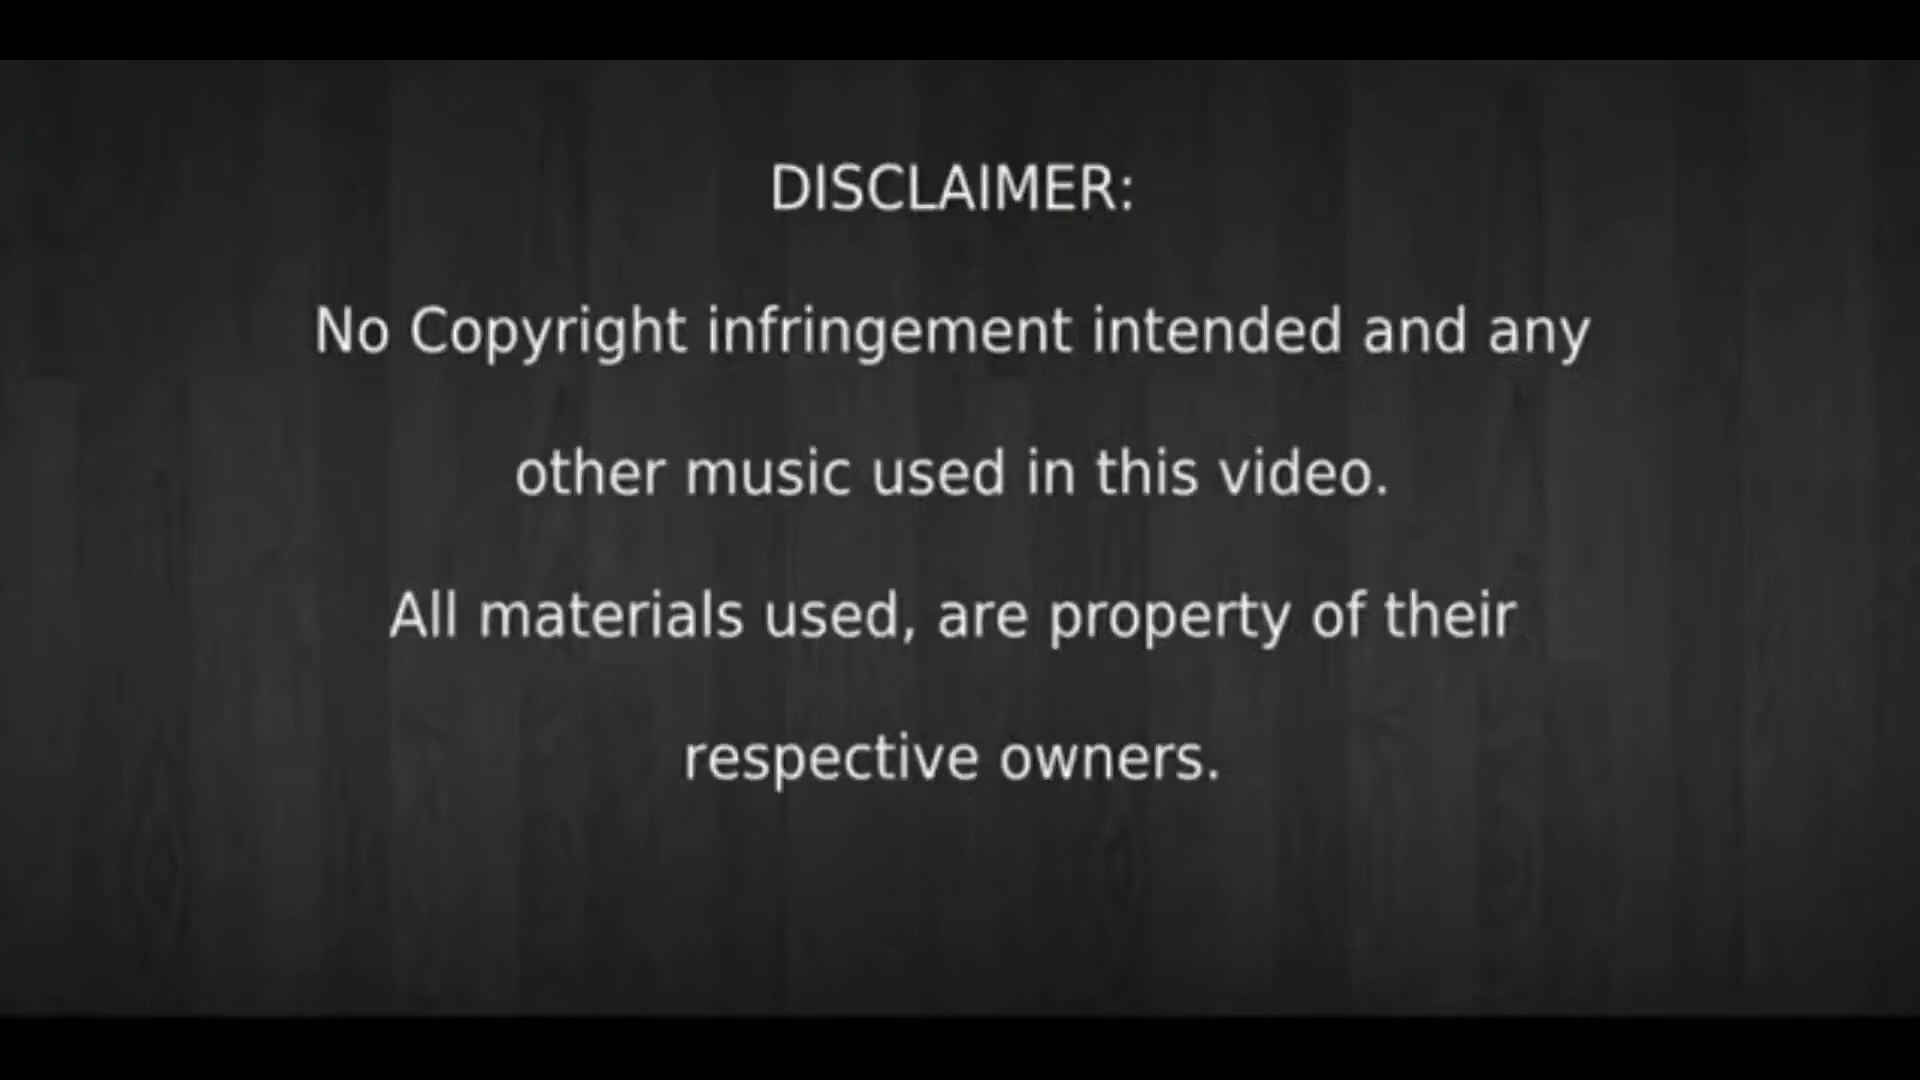 DISCLAIMER:
No Copyright infringement intended and any
other music used in this video.
All materials used, are property of their
respective owners.